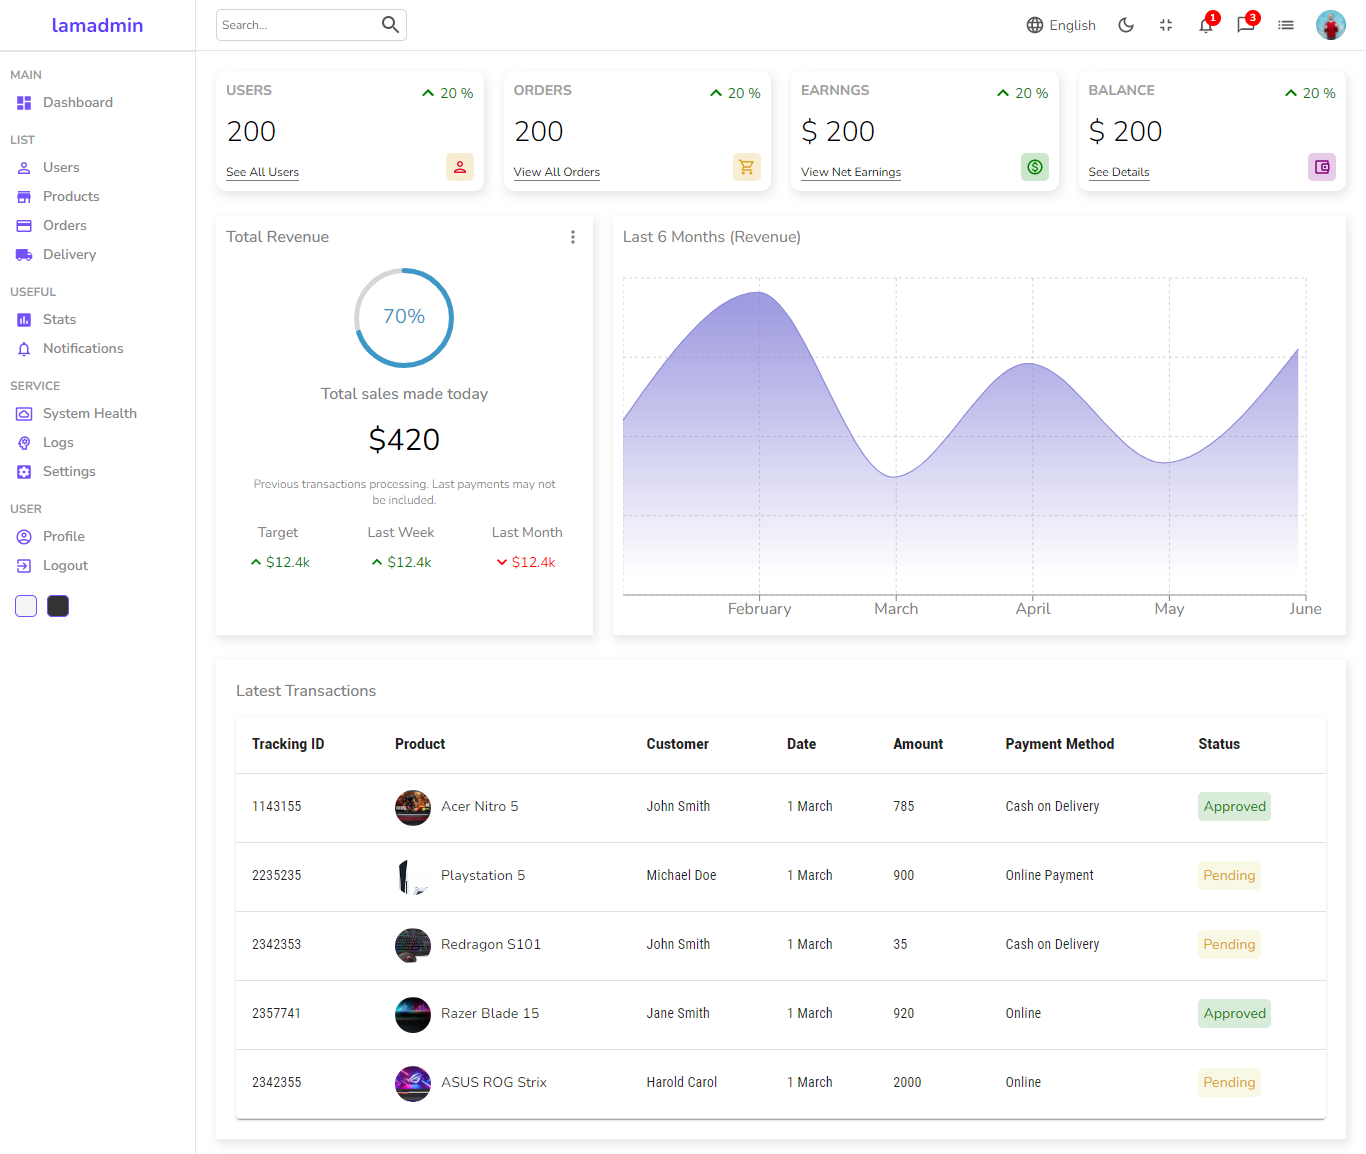 lamadmin
Search...
English
1
3
MAIN
Dashboard
LIST
Users
Products
Orders
Delivery
USEFUL
Stats
Notifications
SERVICE
System Health
Logs
Settings
USER
Profile
Logout
USERS
20 %
200
See All Users
ORDERS
20 %
200
View All Orders
EARNNGS
20 %
$ 200
View Net Earnings
BALANCE
20 %
$ 200
See Details
Total Revenue
70%
Total sales made today
$420
Previous transactions processing. Last payments may not
be included.
Target Last Week Last Month
$12.4k $12.4k $12.4k
Last 6 Months (Revenue)
February March April May June
Latest Transactions
Tracking ID Product Customer Date Amount Payment Method Status
1143155 Acer Nitro 5 John Smith 1 March 785 Cash on Delivery Approved
2235235 Playstation 5 Michael Doe 1 March 900 Online Payment Pending
2342353 Redragon S101 John Smith 1 March 35 Cash on Delivery Pending
2357741 Razer Blade 15 Jane Smith 1 March 920 Online Approved
2342355 ASUS ROG Strix Harold Carol 1 March 2000 Online Pending